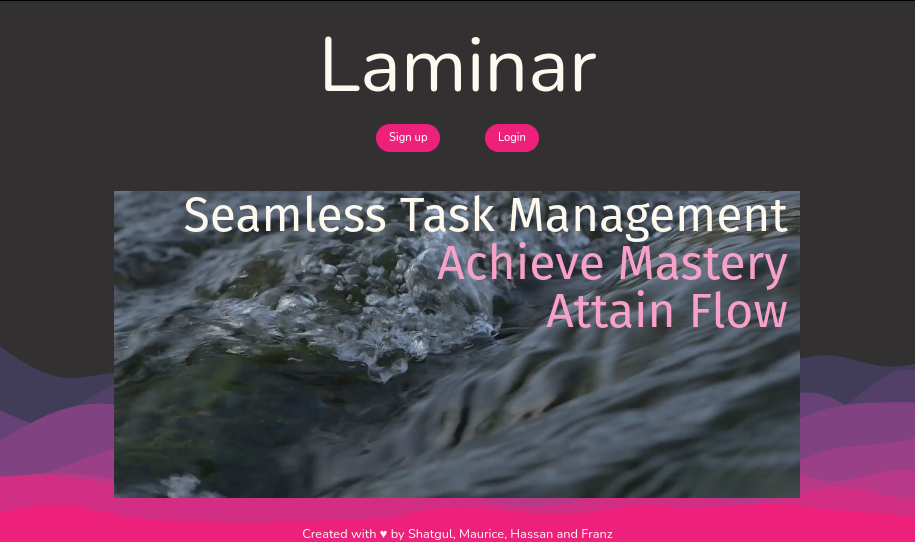 Laminar
Sign up
Login
Seamless Task Management
Achieve Mastery
Attain Flow
Created with ♥ by Shatgul, Maurice, Hassan and Franz